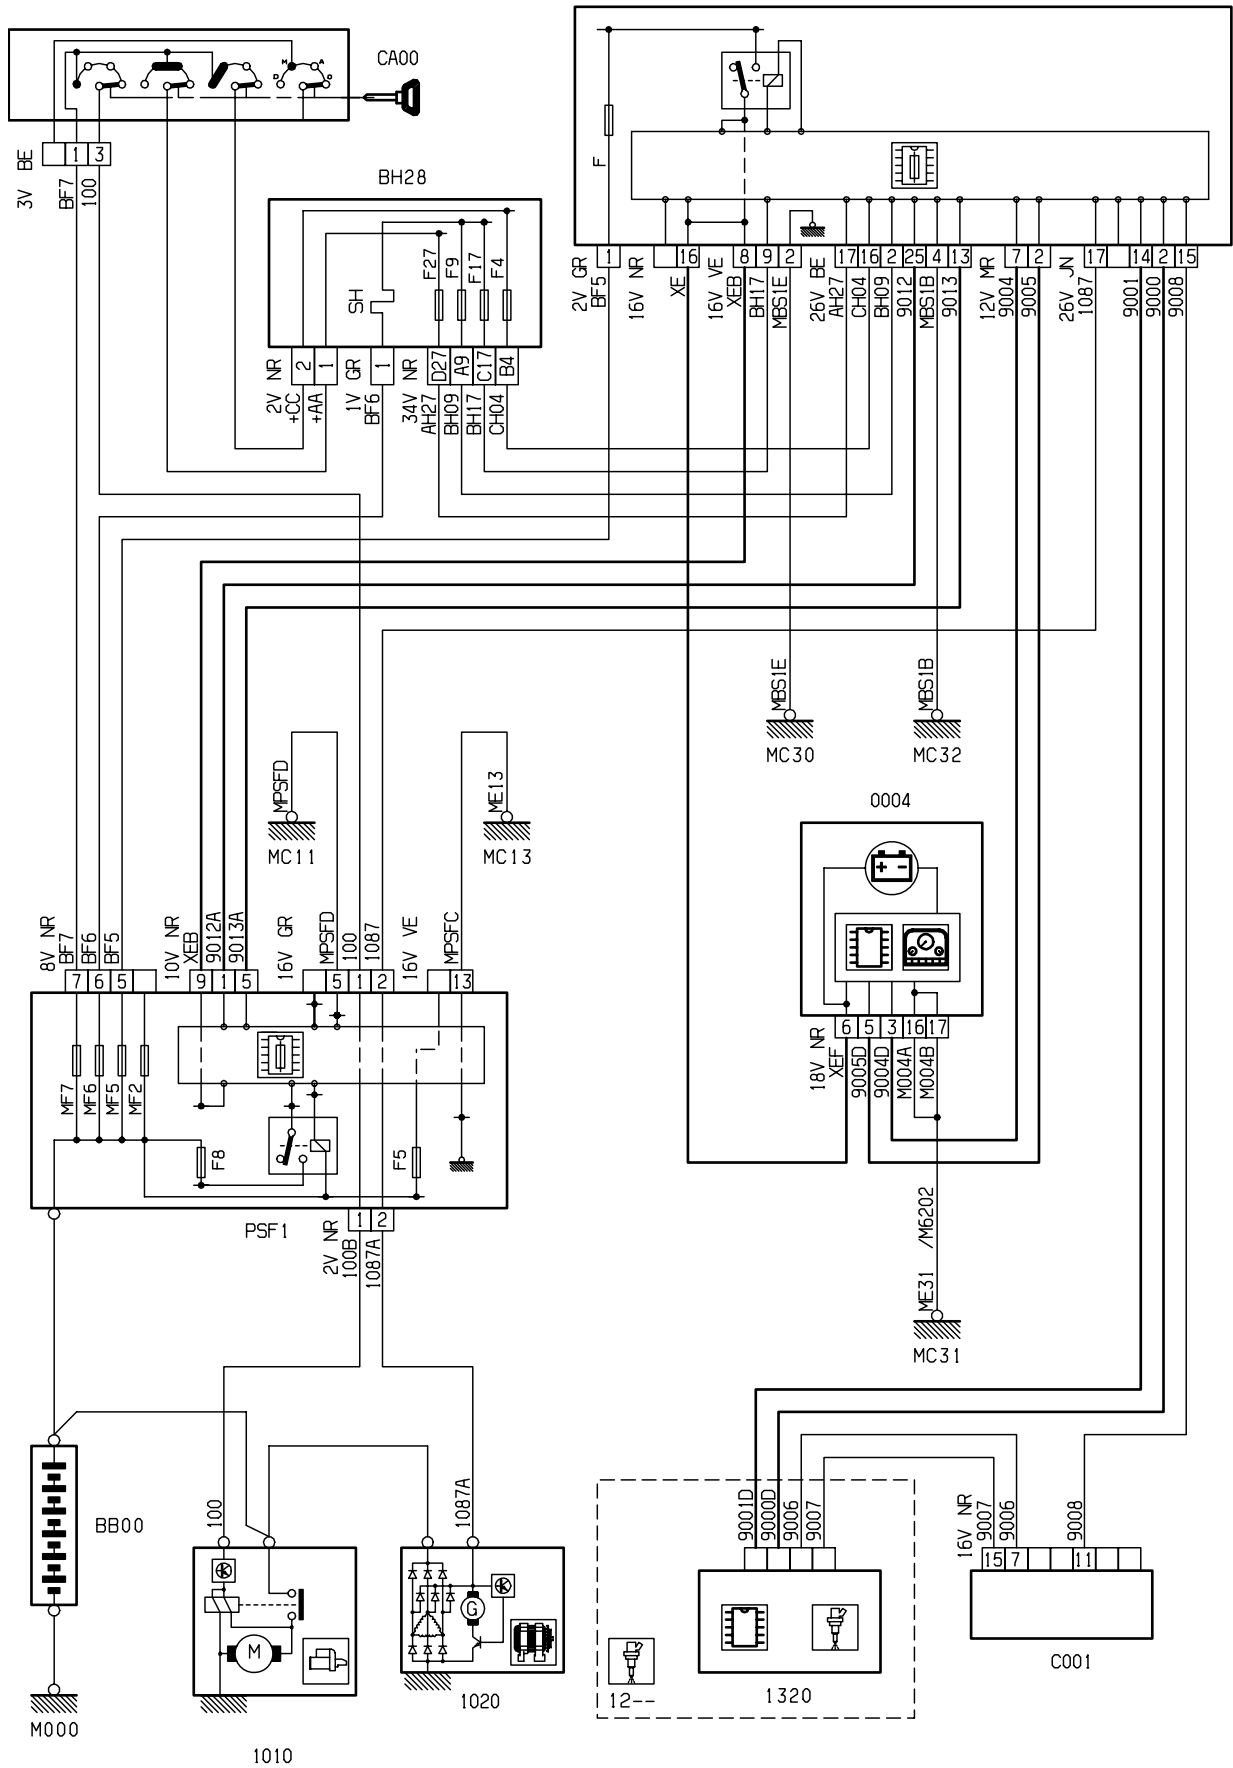 CA00
M A
D D
1 3
3V BE
BF7
100
BH28
F27
F9
F17
F4
SH
2 1 1 D27 A9 C17 B4
2V NR
+CC
+AA
1V GR
BF6
34V NR
AH27
BH09
BH17
CH04
F
1 16 8 9 2 17 16 2 25 4 13 7 2 17 14 2 15
2V GR
BF5
16V NR
XE
16V VE
XEB
BH17
MBS1E
26V BE
AH27
CH04
BH09
9012
MBS1B
9013
12V MR
9004
9005
26V JN
1087
9001
9000
9008
MBS1E
MC30
MBS1B
MC32
MPSFD
MC11
ME13
MC13
0004
+ -
6 5 3 16 17
18V NR
XEF
9005D
9004D
M004A
M004B
/M6202
ME31
MC31
8V NR
BF7
BF6
BF5
10V NR
XEB
9012A
9013A
16V GR
MPSFD
100
1087
16V VE
MPSFC
7 6 5 9 1 5 5 1 2 13
MF7
MF6
MF5
MF2
F8
F5
PSF1
1 2
2V NR
100B
1087A
BB00
M000
100
M
1010
1087A
G
1020
9001D
9000D
9006
9007
12--
1320
16V NR
9007
9006
9008
15 7 11
C001